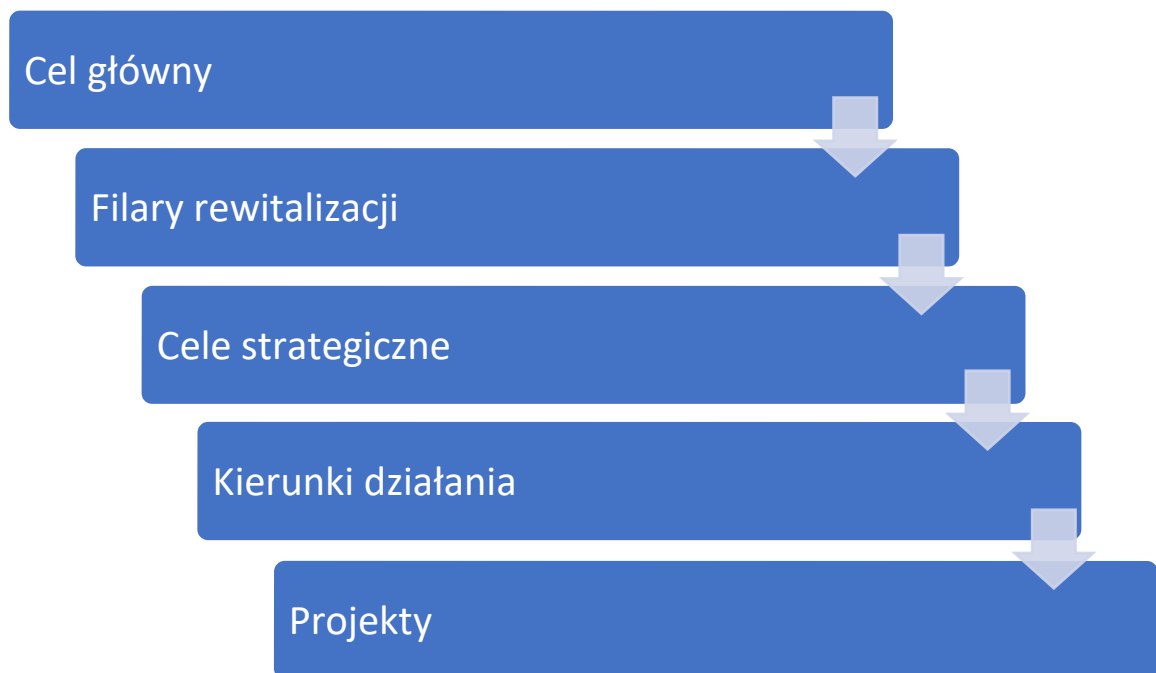 Cel główny
Filary rewitalizacji
Cele strategiczne
Kierunki działania
Projekty